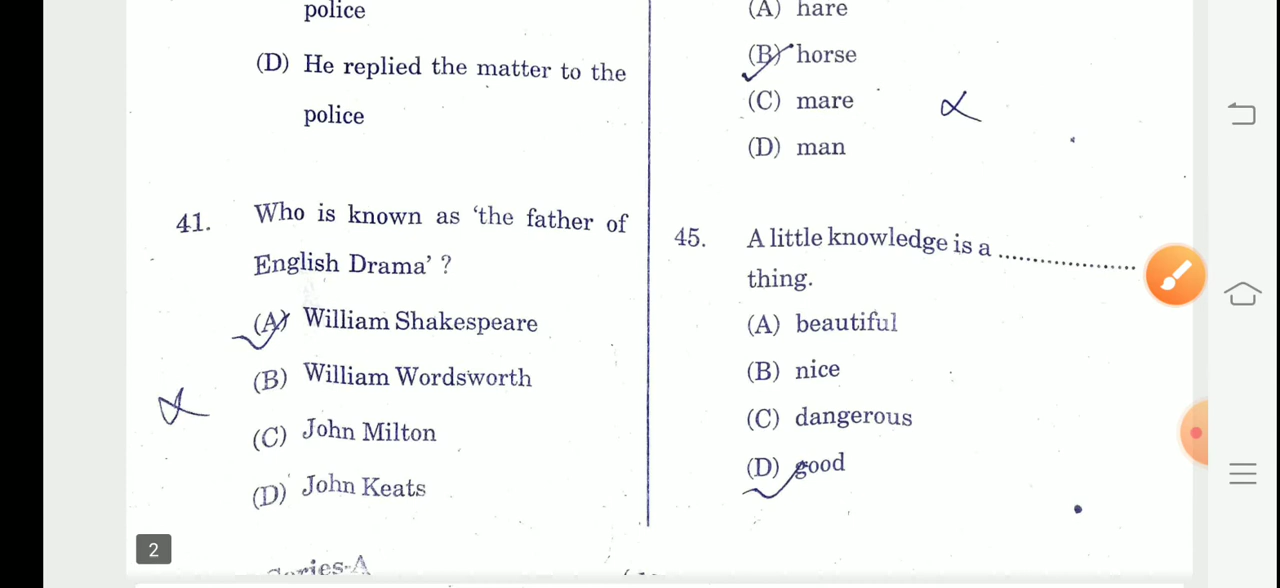 police
(D) He replied the matter to the
police
41. Who is known as 'the father of
English Drama' ?
(A) William Shakespeare
(B) William Wordsworth
(C) John Milton
(D) John Keats
(A) hare
(B) horse
(C) mare
(D) man
45. A little knowledge is a ..................
thing.
(A) beautiful
(B) nice
(C) dangerous
(D) good
2